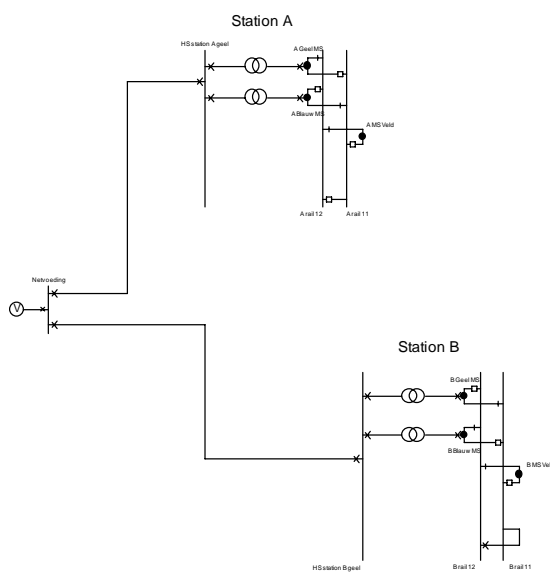 Station A
HS station A geel
A Geel MS
A Blauw MS
A MS Veld
A rail 12
A rail 11
Netvoeding
V
Station B
B Geel MS
B Blauw MS
B MS Vel
HS station B geel
B rail 12
B rail 11